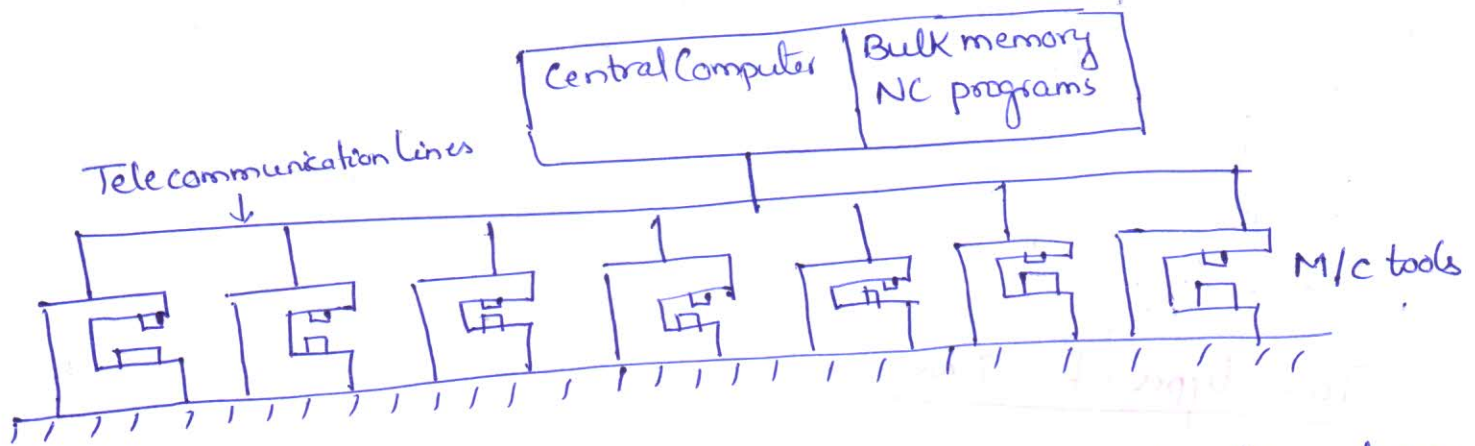 Central Computer
Bulk memory
NC programs
Telecommunication Lines
M/C tools